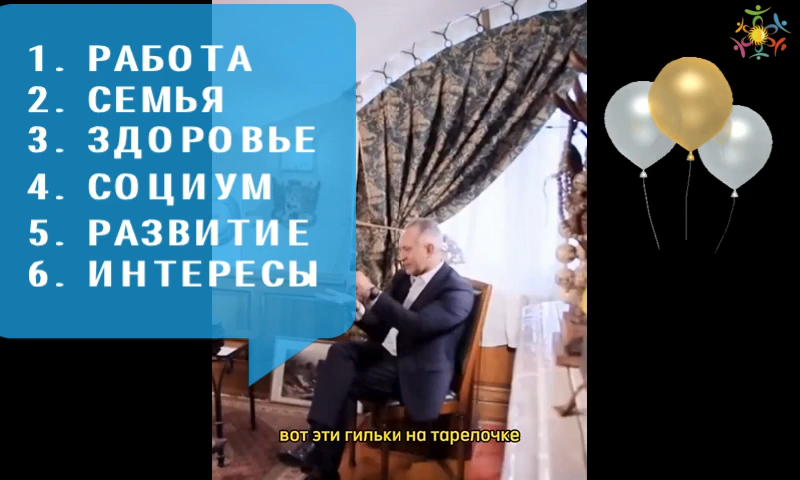 1. РАБОТА
2. СЕМЬЯ
3. ЗДОРОВЬЕ
4. СОЦИУМ
5. РАЗВИТИЕ
6. ИНТЕРЕСЫ
вот эти гильки на тарелочке